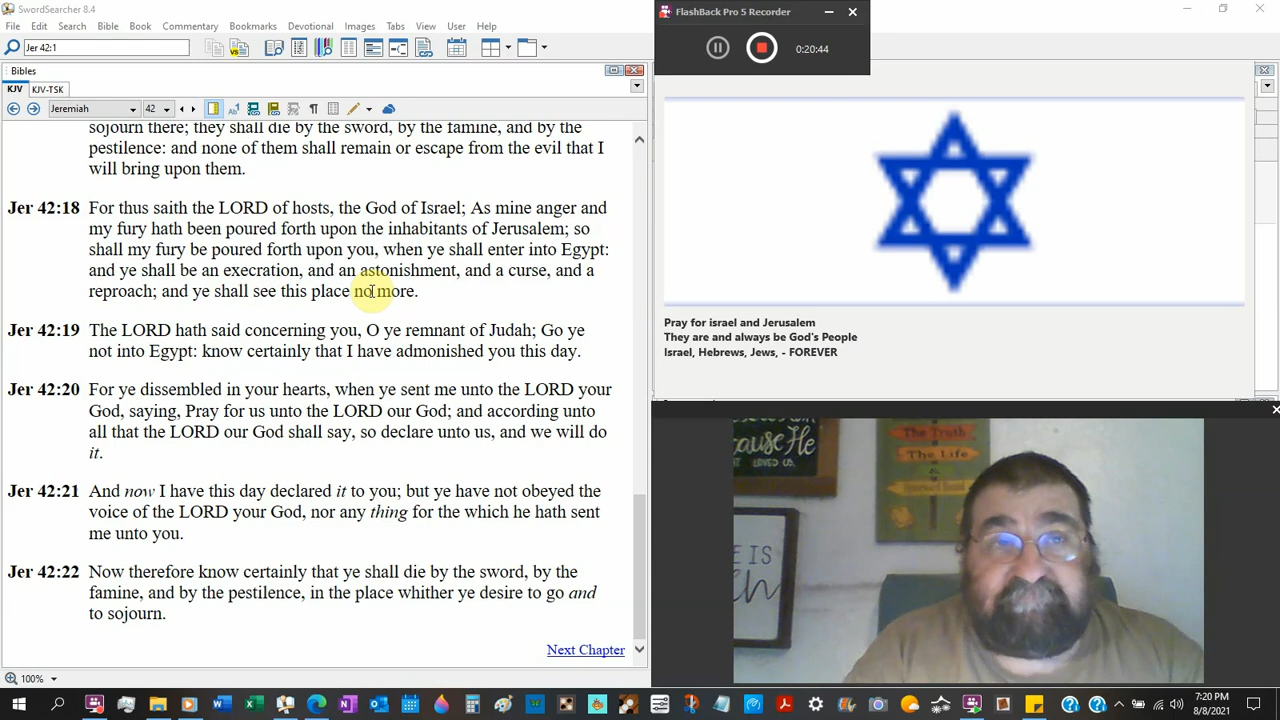 SwordSearcher 8.4
File Edit Search Bible Book Commentary Bookmarks Devotional Images Tabs View User Help
Jer 42:1
Bibles
KJV KJV-TSK
Jeremiah 42
sojourn there; they shall die by the sword, by the famine, and by the
pestilence: and none of them shall remain or escape from the evil that I
will bring upon them.
Jer 42:18 For thus saith the LORD of hosts, the God of Israel; As mine anger and
my fury hath been poured forth upon the inhabitants of Jerusalem; so
shall my fury be poured forth upon you, when ye shall enter into Egypt:
and ye shall be an execration, and an astonishment, and a curse, and a
reproach; and ye shall see this place no more.
Jer 42:19 The LORD hath said concerning you, O ye remnant of Judah; Go ye
not into Egypt: know certainly that I have admonished you this day.
Jer 42:20 For ye dissembled in your hearts, when ye sent me unto the LORD your
God, saying, Pray for us unto the LORD our God; and according unto
all that the LORD our God shall say, so declare unto us, and we will do
it.
Jer 42:21 And now I have this day declared it to you; but ye have not obeyed the
voice of the LORD your God, nor any thing for the which he hath sent
me unto you.
Jer 42:22 Now therefore know certainly that ye shall die by the sword, by the
famine, and by the pestilence, in the place whither ye desire to go and
to sojourn.
Next Chapter
100%
FlashBack Pro 5 Recorder
0:20:44
Pray for israel and Jerusalem
They are and always be God's People
Israel, Hebrews, Jews, - FOREVER
cause He
LOVED US.
The Truth
The Life
7:20 PM
8/8/2021